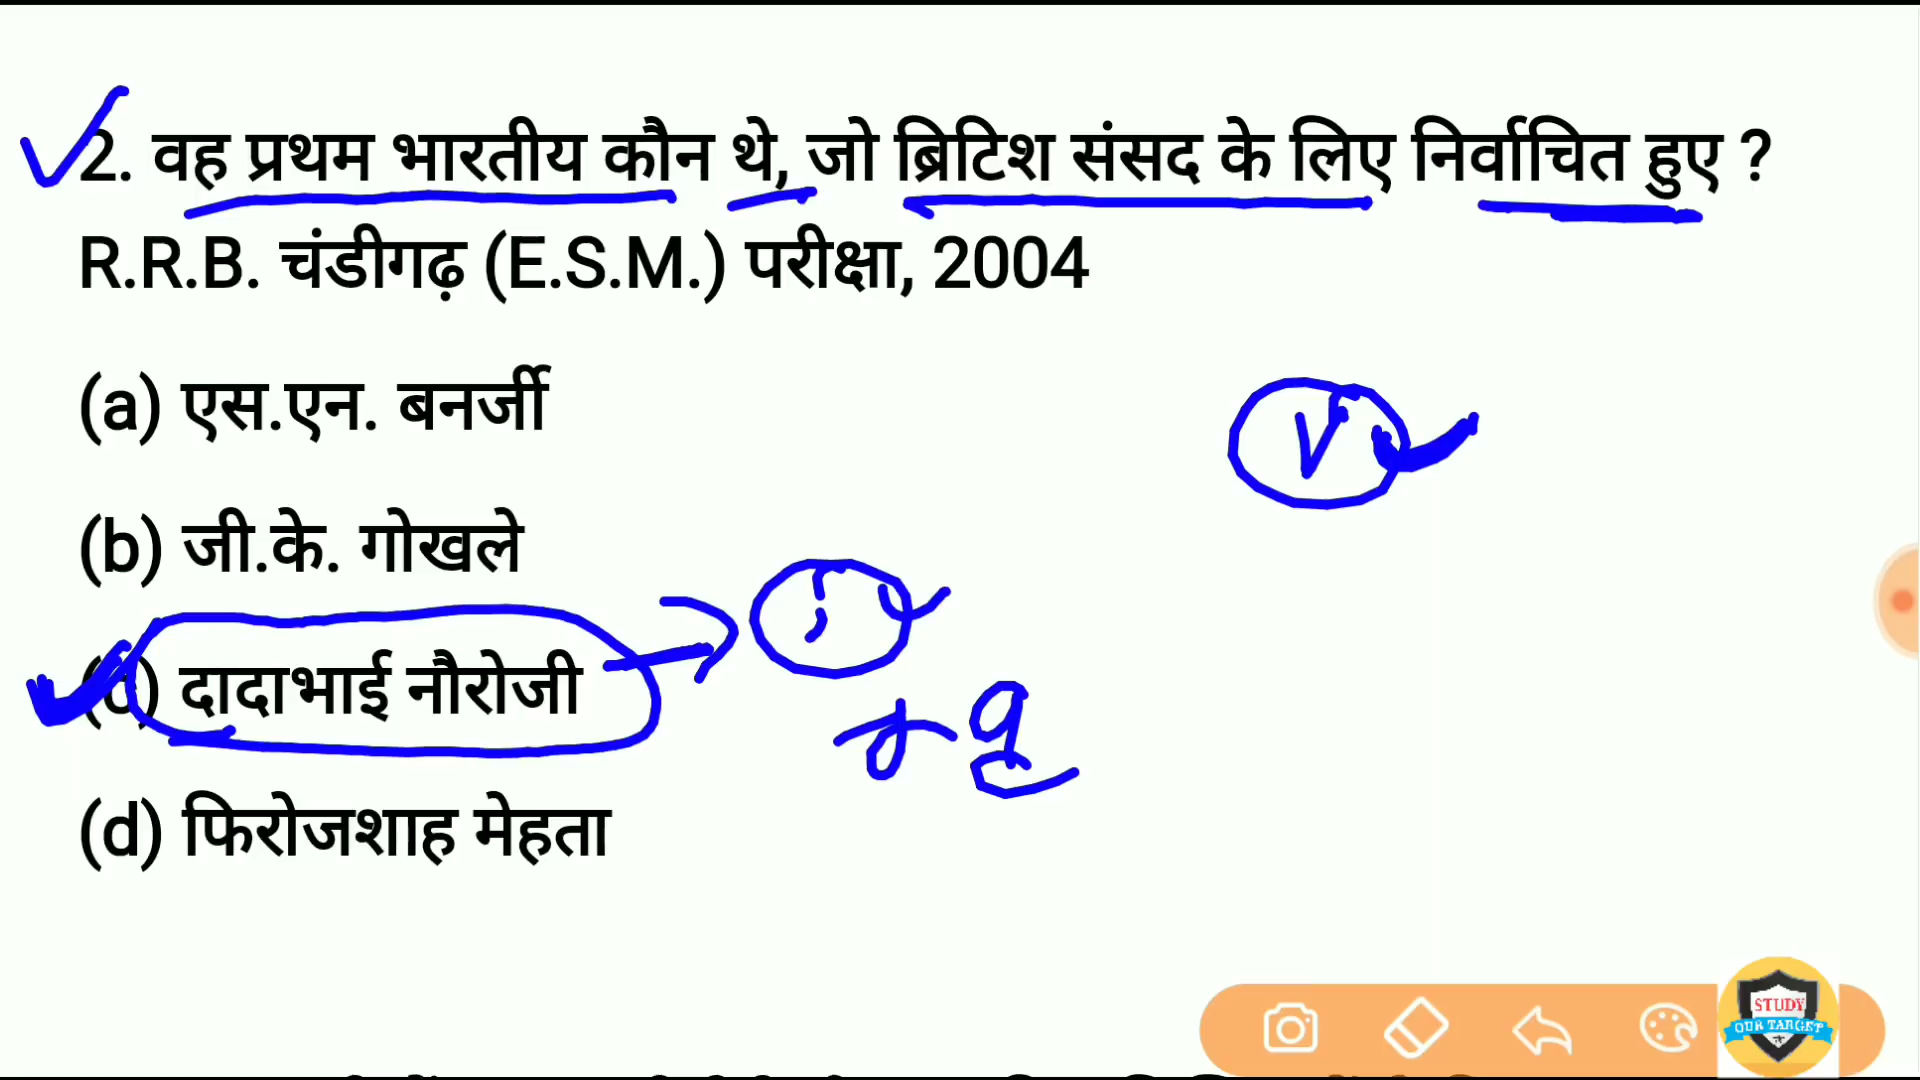 2. वह प्रथम भारतीय कौन थे, जो ब्रिटिश संसद के लिए निर्वाचित हुए ?
R.R.B. चंडीगढ़ (E.S.M.) परीक्षा, 2004
(a) एस.एन. बनर्जी
(b) जी.के. गोखले
(c) दादाभाई नौरोजी
(d) फिरोजशाह मेहता
STUDY
OUR TARGET